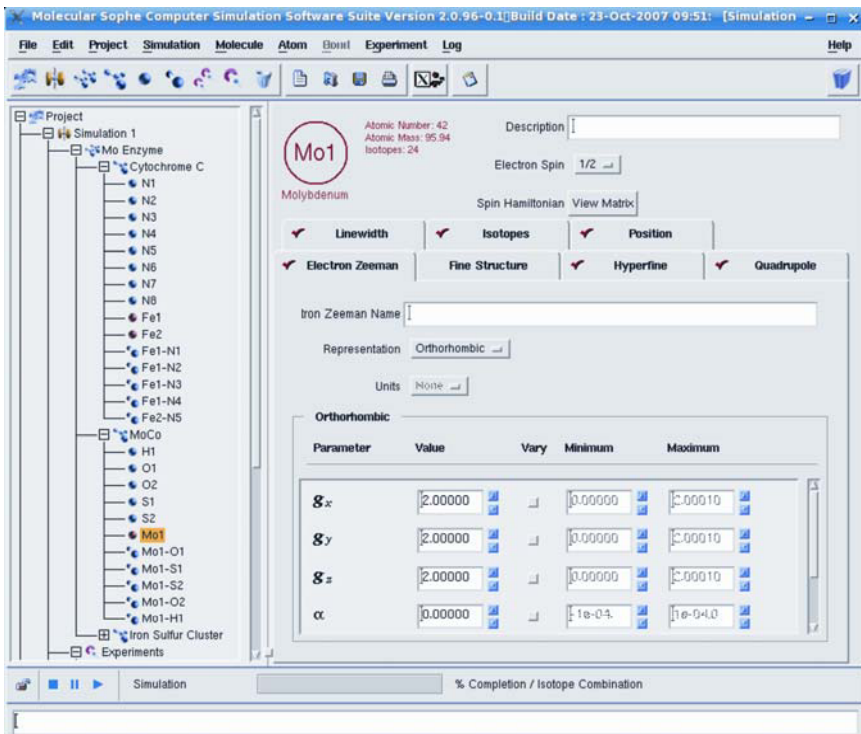 Molecular Sophe Computer Simulation Software Suite Version 2.0.96-0.1 Build Date : 23-Oct-2007 09:51: [Simulation
File Edit Project Simulation Molecule Atom Bond Experiment Log Help
Project
Simulation 1
Mo Enzyme
Cytochrome C
N1
N2
N3
N4
N5
N6
N7
N8
Fe1
Fe2
Fe1-N1
Fe1-N2
Fe1-N3
Fe1-N4
Fe2-N5
MoCo
H1
O1
O2
S1
S2
Mo1
Mo1-O1
Mo1-S1
Mo1-S2
Mo1-O2
Mo1-H1
Iron Sulfur Cluster
Experiments
Mo1
Molybdenum
Atomic Number: 42
Atomic Mass: 95.94
Isotopes: 24
Description
Electron Spin 1/2
Spin Hamiltonian View Matrix
Linewidth Isotopes Position
Electron Zeeman Fine Structure Hyperfine Quadrupole
Iron Zeeman Name
Representation Orthorhombic
Units None
Orthorhombic
Parameter Value Vary Minimum Maximum
gx 2.00000 0.00000 2.00010
gy 2.00000 0.00000 2.00010
gz 2.00000 0.00000 2.00010
α 0.00000
Simulation % Completion / Isotope Combination